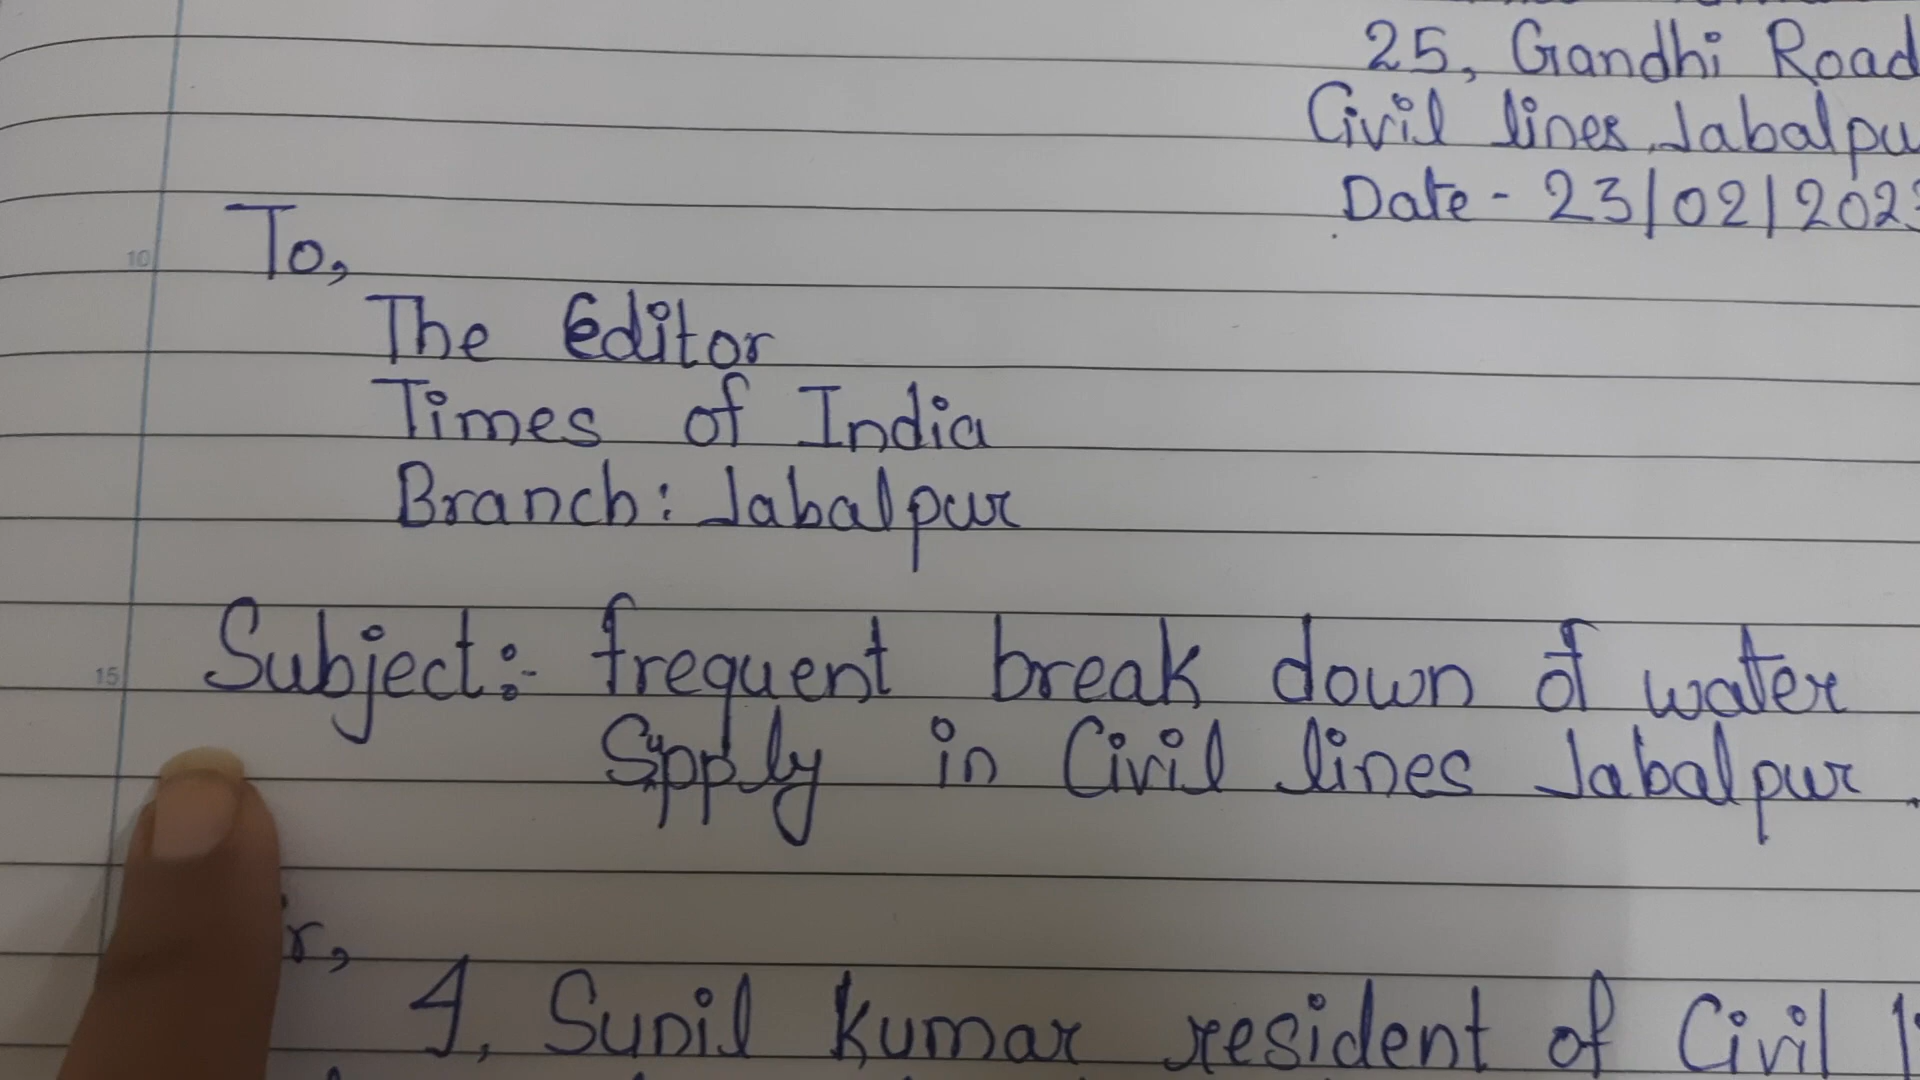 25, Gandhi Road
Civil lines, Jabalpu
Date - 23/02/202
To,
The Editor
Times of India
Branch: Jabalpur
Subject:- frequent break down of water
Supply in Civil lines Jabalpur.
I, Sunil Kumar resident of Civil